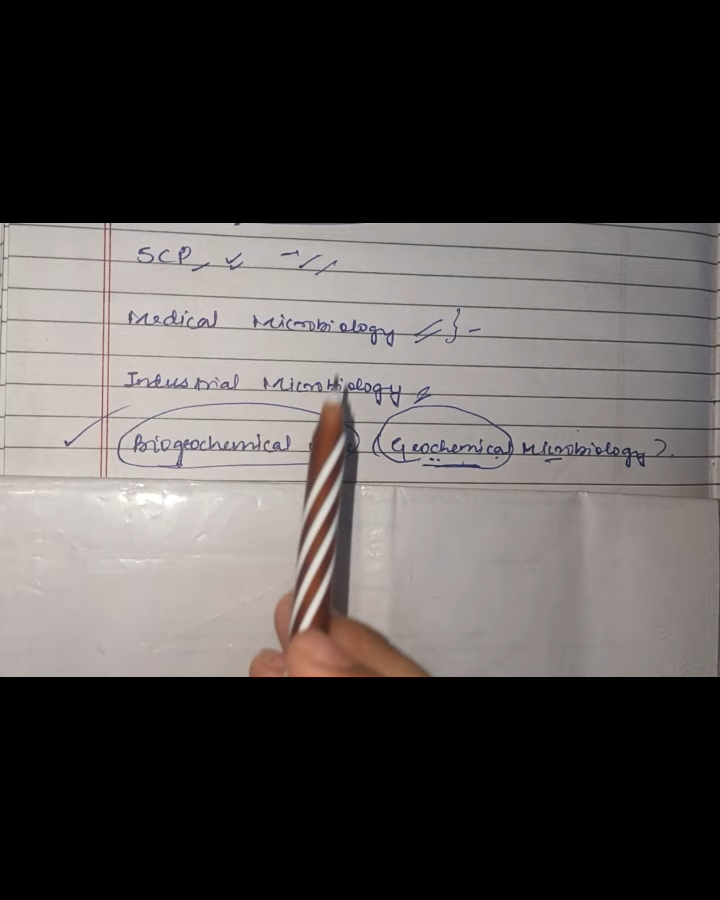 SCP,
Medical Microbiology } -
Industrial Microbiology
Biogeochemical (Geochemical Microbiology).